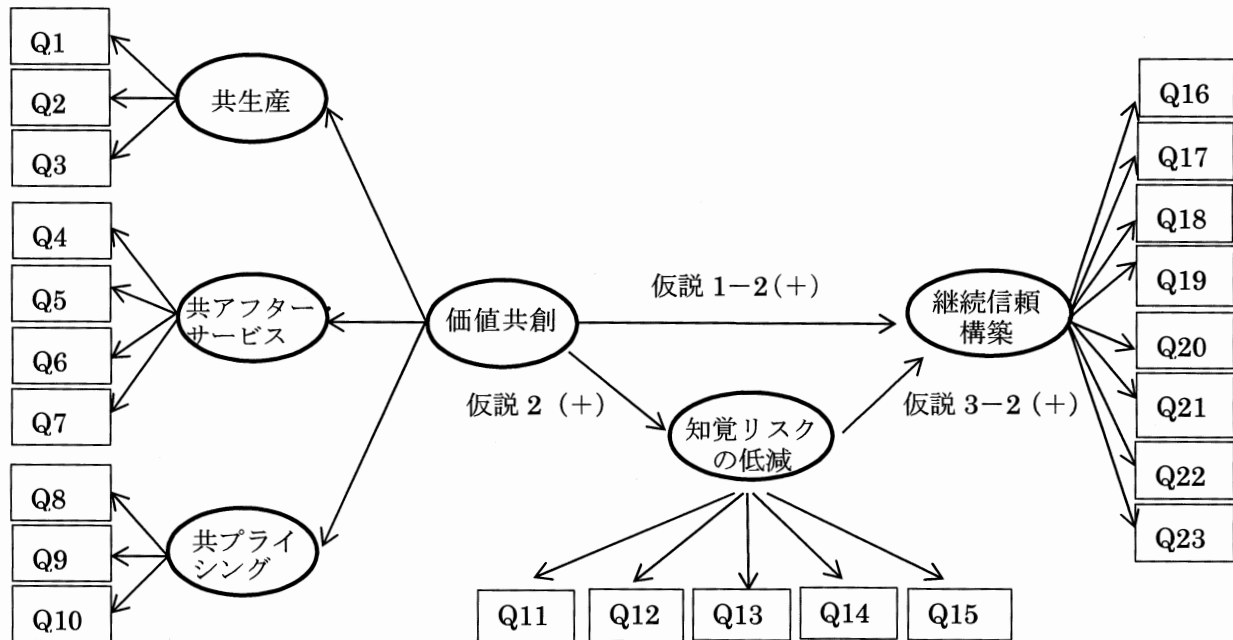 Q1
Q2
Q3
共生産
Q4
Q5
Q6
Q7
共アフター
サービス
Q8
Q9
Q10
共プライ
シング
価値共創
仮説 1-2(+)
仮説 2 (+)
知覚リスク
の低減
仮説 3-2 (+)
継続信頼
構築
Q11
Q12
Q13
Q14
Q15
Q16
Q17
Q18
Q19
Q20
Q21
Q22
Q23